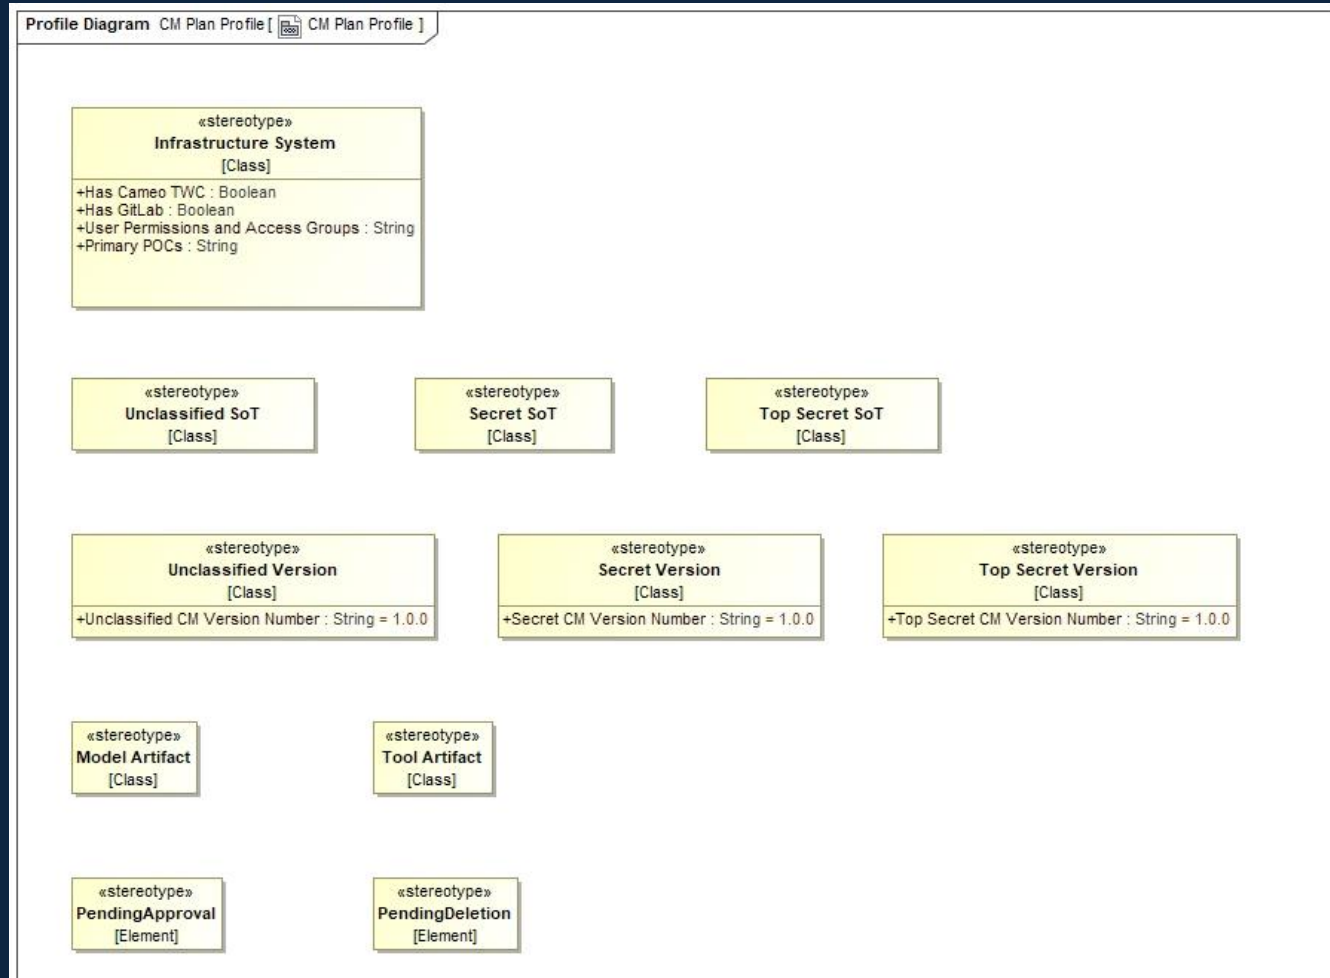 Profile Diagram CM Plan Profile [ CM Plan Profile ]
«stereotype»
Infrastructure System
[Class]
+Has Cameo TWC : Boolean
+Has GitLab : Boolean
+User Permissions and Access Groups : String
+Primary POCs : String
«stereotype»
Unclassified SoT
[Class]
«stereotype»
Secret SoT
[Class]
«stereotype»
Top Secret SoT
[Class]
«stereotype»
Unclassified Version
[Class]
+Unclassified CM Version Number : String = 1.0.0
«stereotype»
Secret Version
[Class]
+Secret CM Version Number : String = 1.0.0
«stereotype»
Top Secret Version
[Class]
+Top Secret CM Version Number : String = 1.0.0
«stereotype»
Model Artifact
[Class]
«stereotype»
Tool Artifact
[Class]
«stereotype»
PendingApproval
[Element]
«stereotype»
PendingDeletion
[Element]